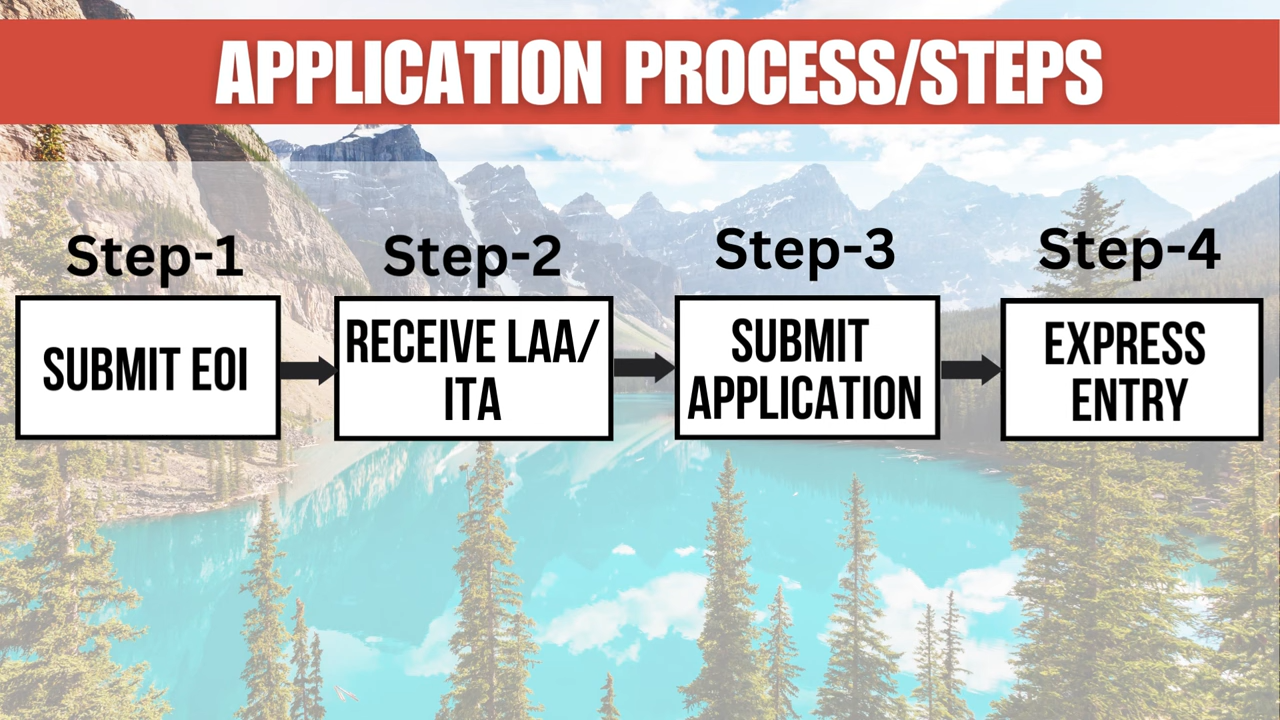 APPLICATION PROCESS/STEPS
Step-1
SUBMIT EOI
Step-2
RECEIVE LAA/
ITA
Step-3
SUBMIT
APPLICATION
Step-4
EXPRESS
ENTRY